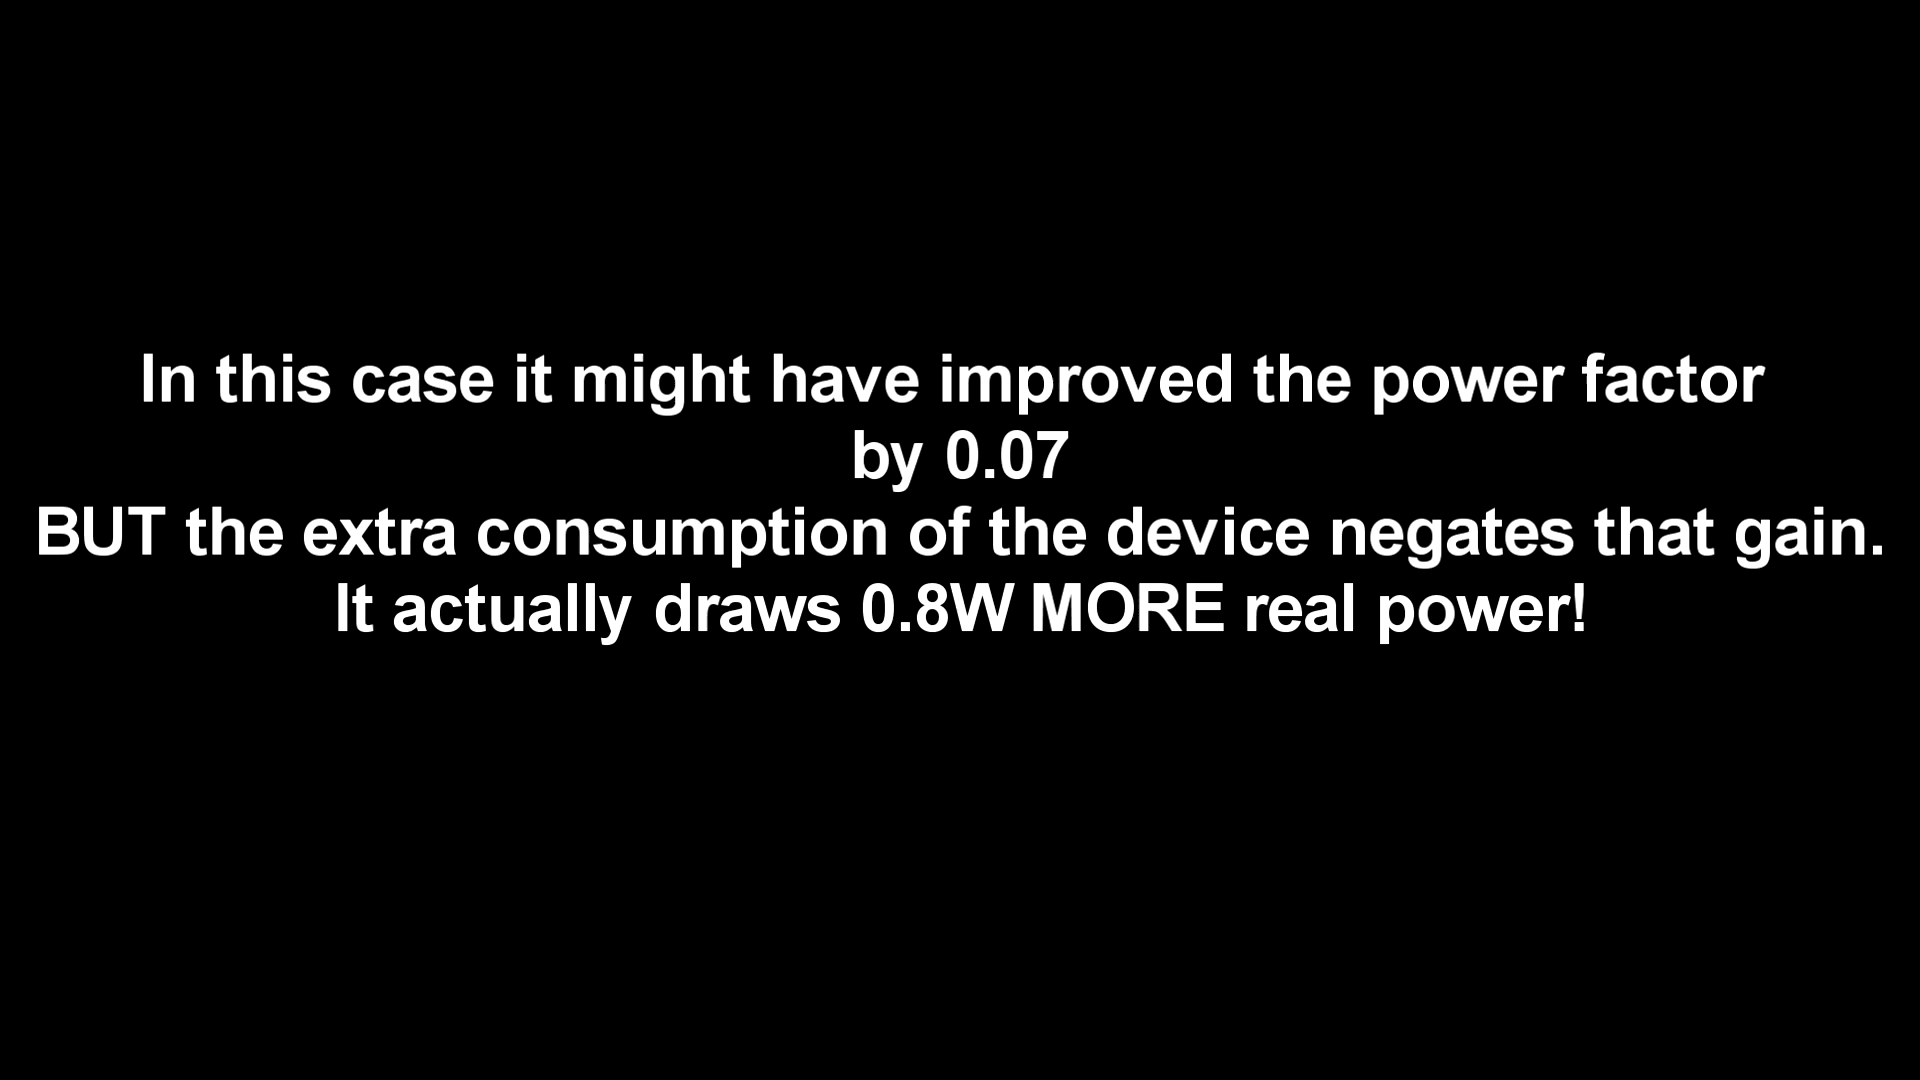 In this case it might have improved the power factor
by 0.07
BUT the extra consumption of the device negates that gain.
It actually draws 0.8W MORE real power!